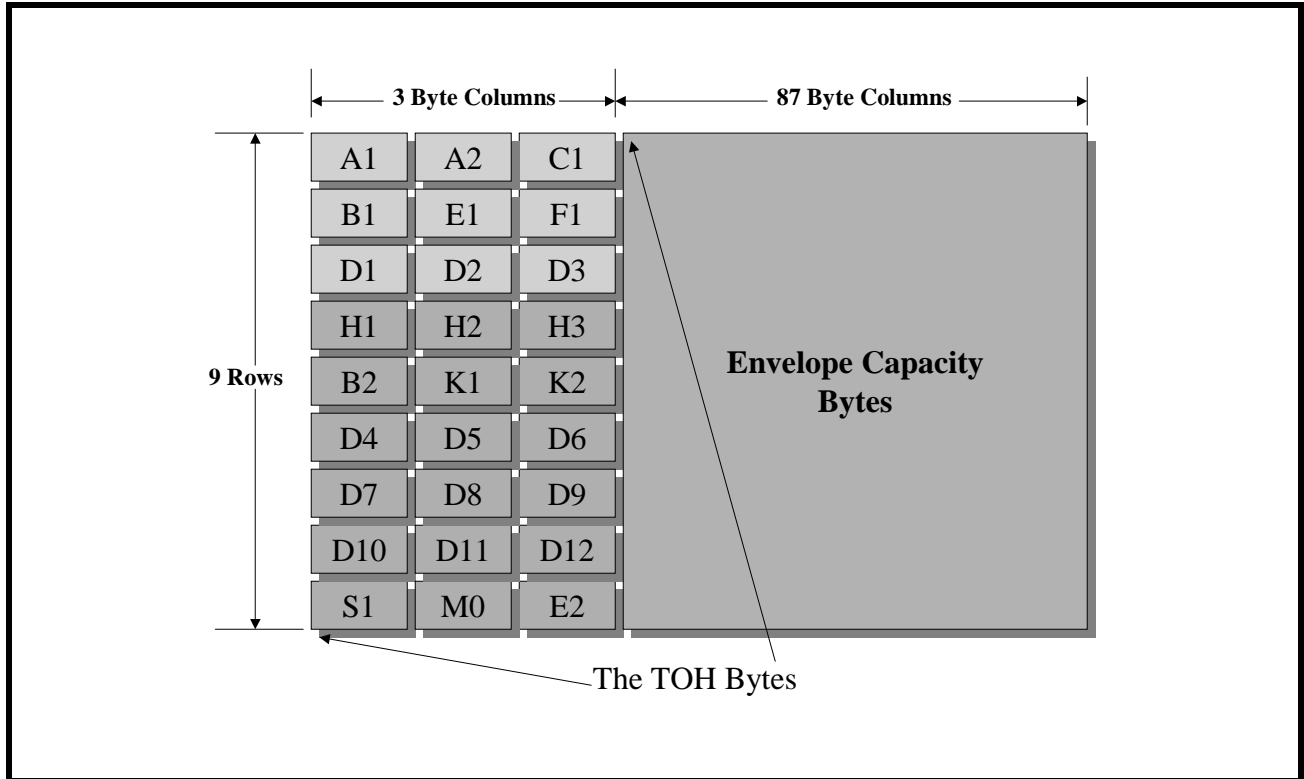 3 Byte Columns 87 Byte Columns
A1 A2 C1
B1 E1 F1
D1 D2 D3
H1 H2 H3
9 Rows
B2 K1 K2
D4 D5 D6
D7 D8 D9
D10 D11 D12
S1 M0 E2
Envelope Capacity
Bytes
The TOH Bytes